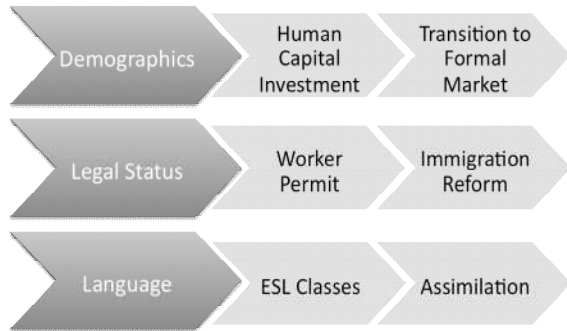 Demographics
Human
Capital
Investment
Transition to
Formal
Market
Legal Status
Worker
Permit
Immigration
Reform
Language
ESL Classes
Assimilation